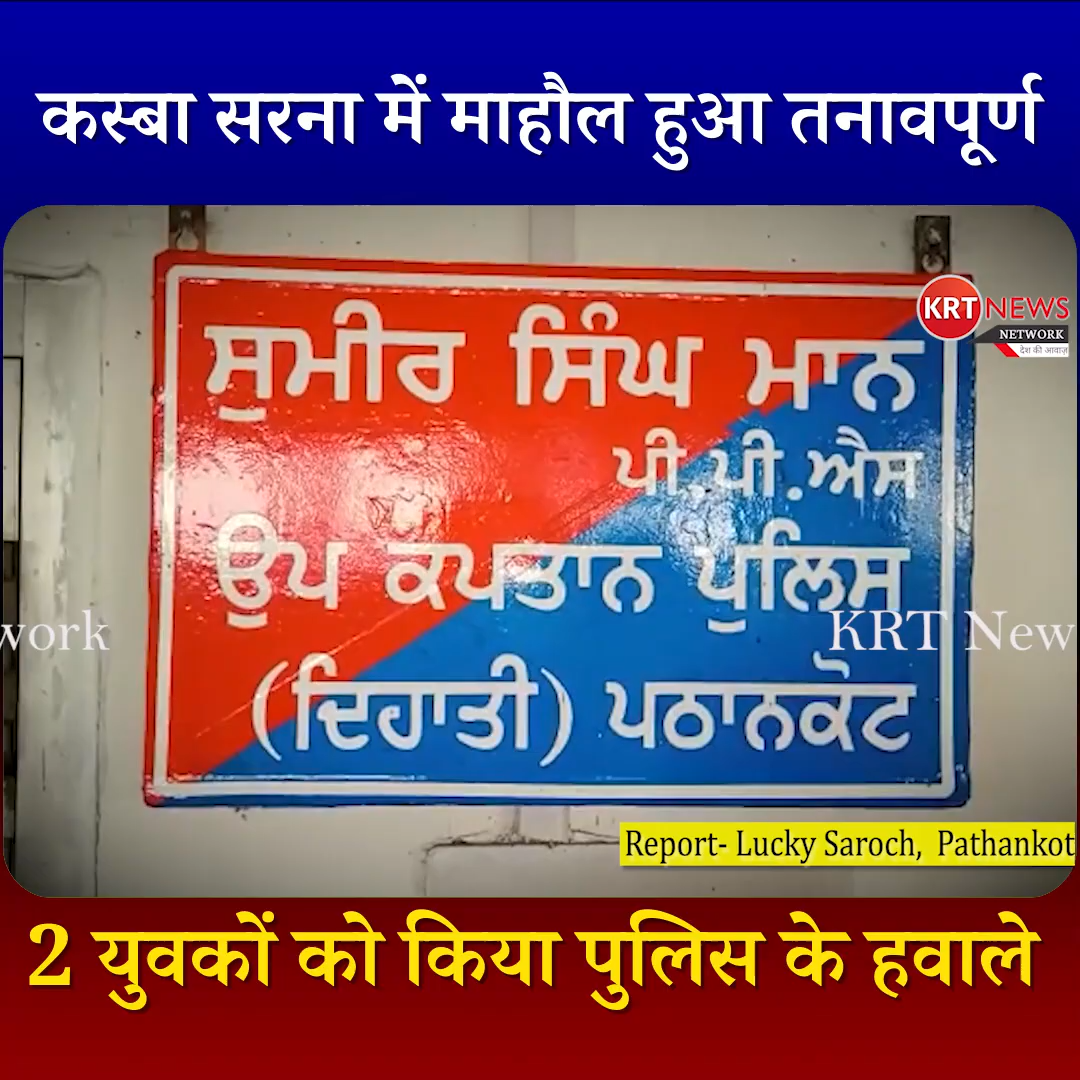 कस्बा सरना में माहौल हुआ तनावपूर्ण
KRT NEWS
NETWORK
देश की आवाज़
ਸੁਮੀਰ ਸਿੰਘ ਮਾਨ
ਪੀ.ਪੀ.ਐਸ
ਉਪ ਕਪਤਾਨ ਪੁਲਿਸ
work KRT New
(ਦਿਹਾਤੀ) ਪਠਾਨਕੋਟ
Report- Lucky Saroch, Pathankot
2 युवकों को किया पुलिस के हवाले